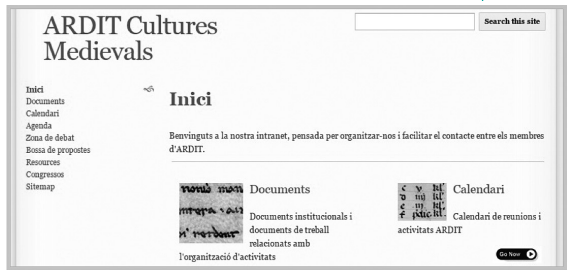 ARDIT Cultures
Medievals
Search this site
Inici
Documents
Calendari
Agenda
Zona de debat
Bossa de propostes
Resources
Congressos
Sitemap
Inici
Benvinguts a la nostra intranet, pensada per organitzar-nos i facilitar el contacte entre els membres
d'ARDIT.
Documents
Documents institucionals i
documents de treball
relacionats amb
l'organització d'activitats
Calendari
Calendari de reunions i
activitats ARDIT
Go Now